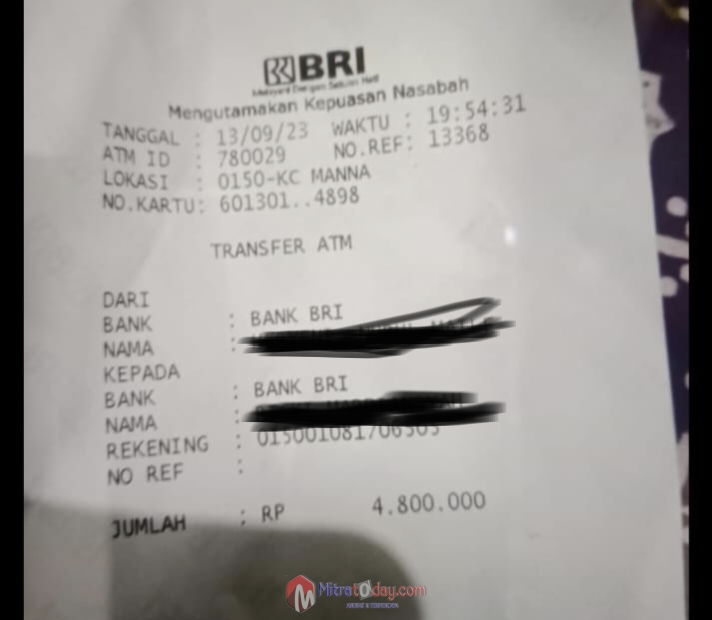 BRI
Melayani Dengan Setulus Hati
Mengutamakan Kepuasan Nasabah
TANGGAL : 13/09/23 WAKTU : 19:54:31
ATM ID : 780029 NO.REF: 13368
LOKASI : 0150-KC MANNA
NO.KARTU: 601301..4898
TRANSFER ATM
DARI
BANK : BANK BRI
NAMA :
KEPADA
BANK : BANK BRI
NAMA :
REKENING :
NO REF :
JUMLAH : RP 4.800.000
Mitratoday.com